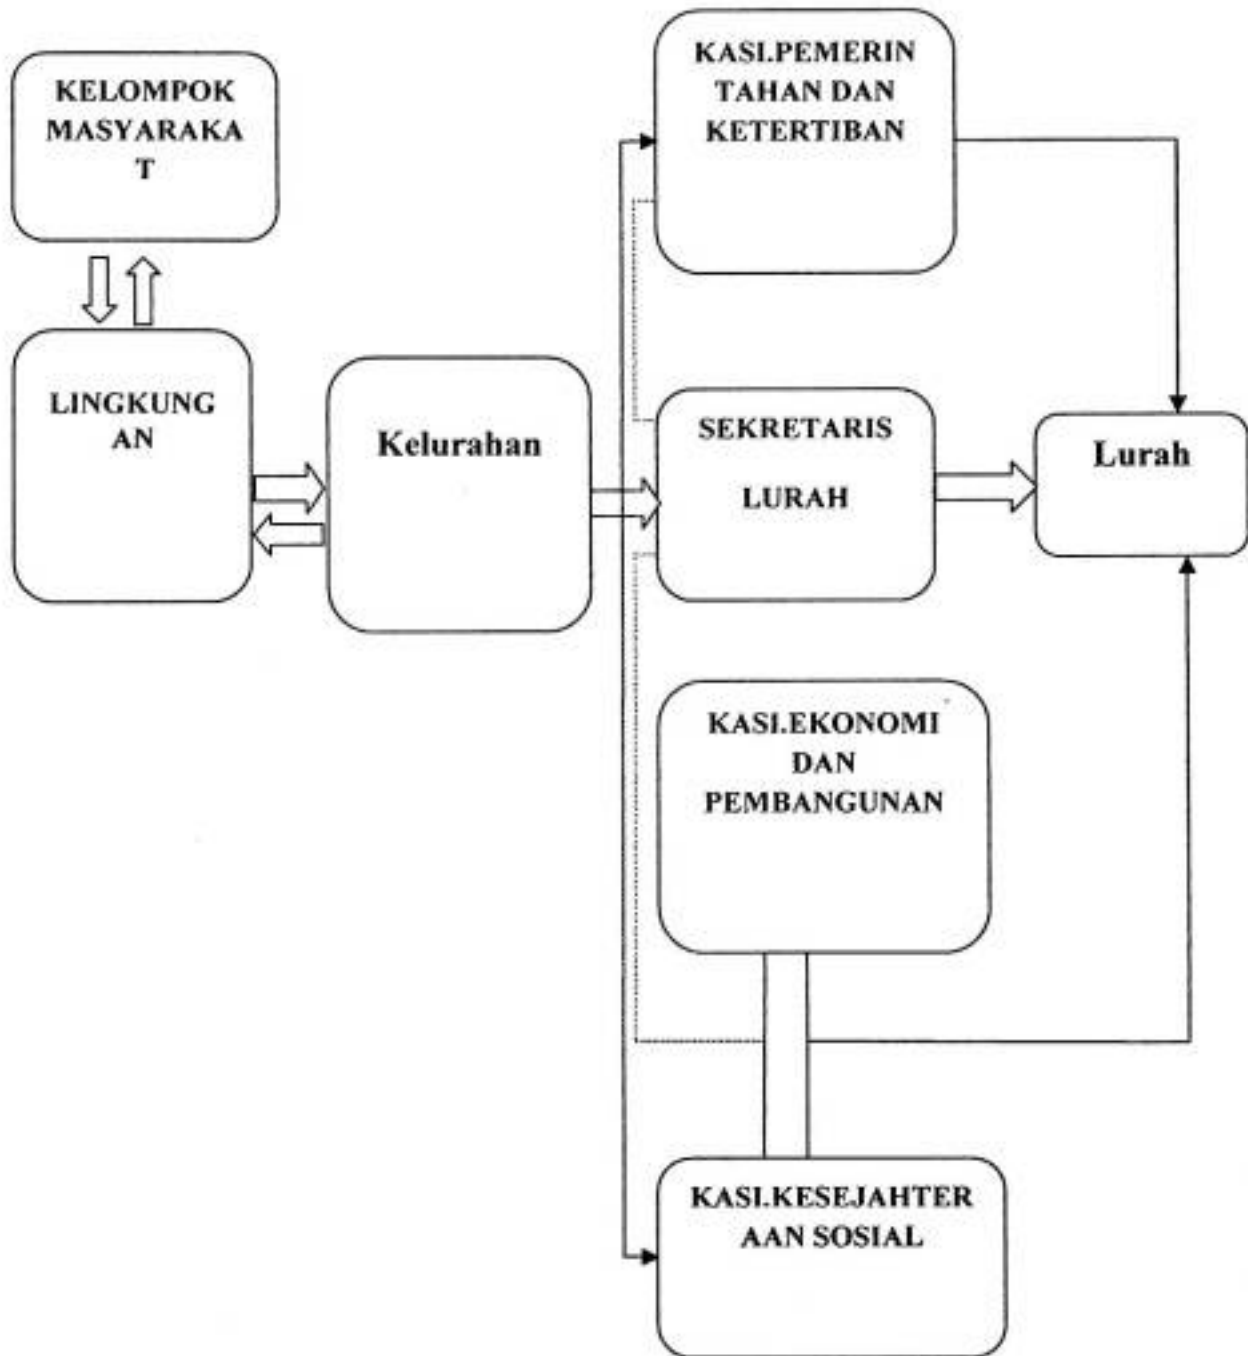 KELOMPOK
MASYARAKA
T
LINGKUNG
AN
Kelurahan
KASI.PEMERIN
TAHAN DAN
KETERTIBAN
SEKRETARIS
LURAH
Lurah
KASI.EKONOMI
DAN
PEMBANGUNAN
KASI.KESEJAHTER
AAN SOSIAL